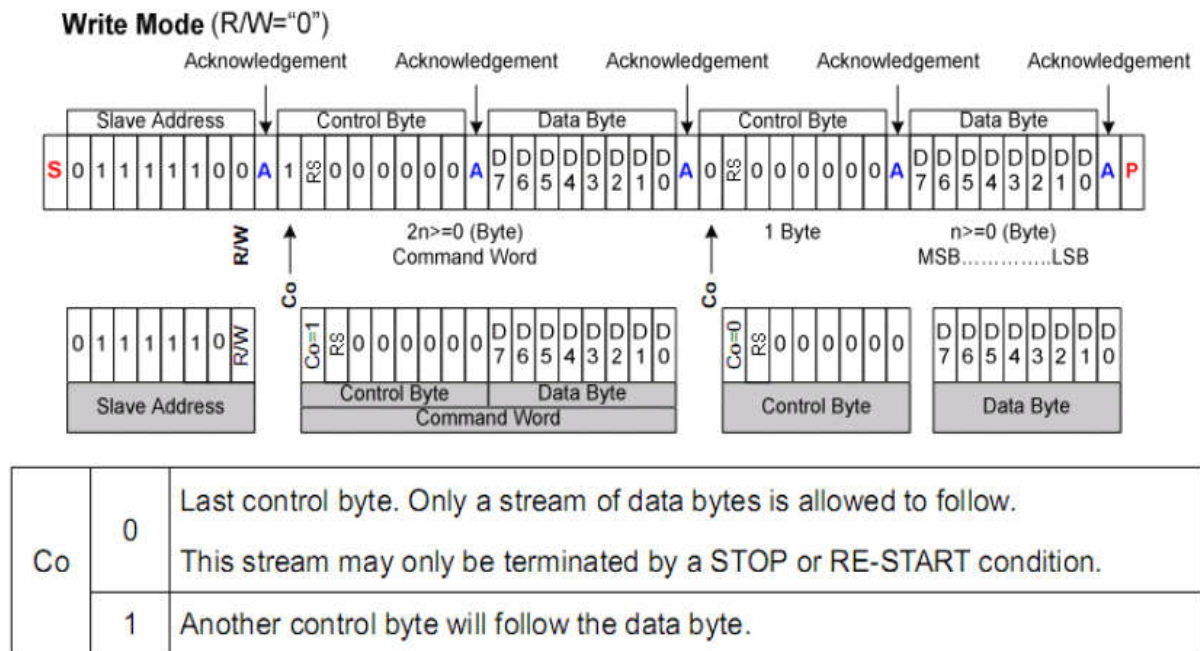 Write Mode (R/W="0")
Acknowledgement Acknowledgement Acknowledgement Acknowledgement Acknowledgement
Slave Address Control Byte Data Byte Control Byte Data Byte
S 0 1 1 1 1 1 0 0 A 1 RS 0 0 0 0 0 0 A D7 D6 D5 D4 D3 D2 D1 D0 A 0 RS 0 0 0 0 0 0 A D7 D6 D5 D4 D3 D2 D1 D0 A P
R/W 2n>=0 (Byte) 1 Byte n>=0 (Byte)
Command Word MSB..............LSB
Co Co
0 1 1 1 1 1 0 R/W Co=1 RS 0 0 0 0 0 0 D7 D6 D5 D4 D3 D2 D1 D0 Co=0 RS 0 0 0 0 0 0 D7 D6 D5 D4 D3 D2 D1 D0
Slave Address Control Byte Data Byte Control Byte Data Byte
Command Word
Co 0 Last control byte. Only a stream of data bytes is allowed to follow.
This stream may only be terminated by a STOP or RE-START condition.
1 Another control byte will follow the data byte.